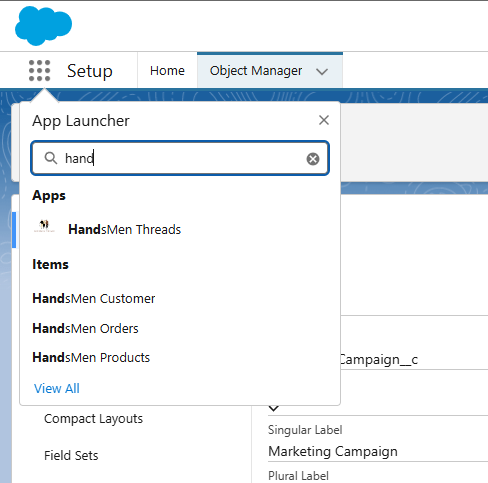 Setup
Home
Object Manager
App Launcher
hand
Apps
HandsMen Threads
Items
HandsMen Customer
HandsMen Orders
HandsMen Products
View All
Campaign__c
Compact Layouts
Singular Label
Marketing Campaign
Field Sets
Plural Label